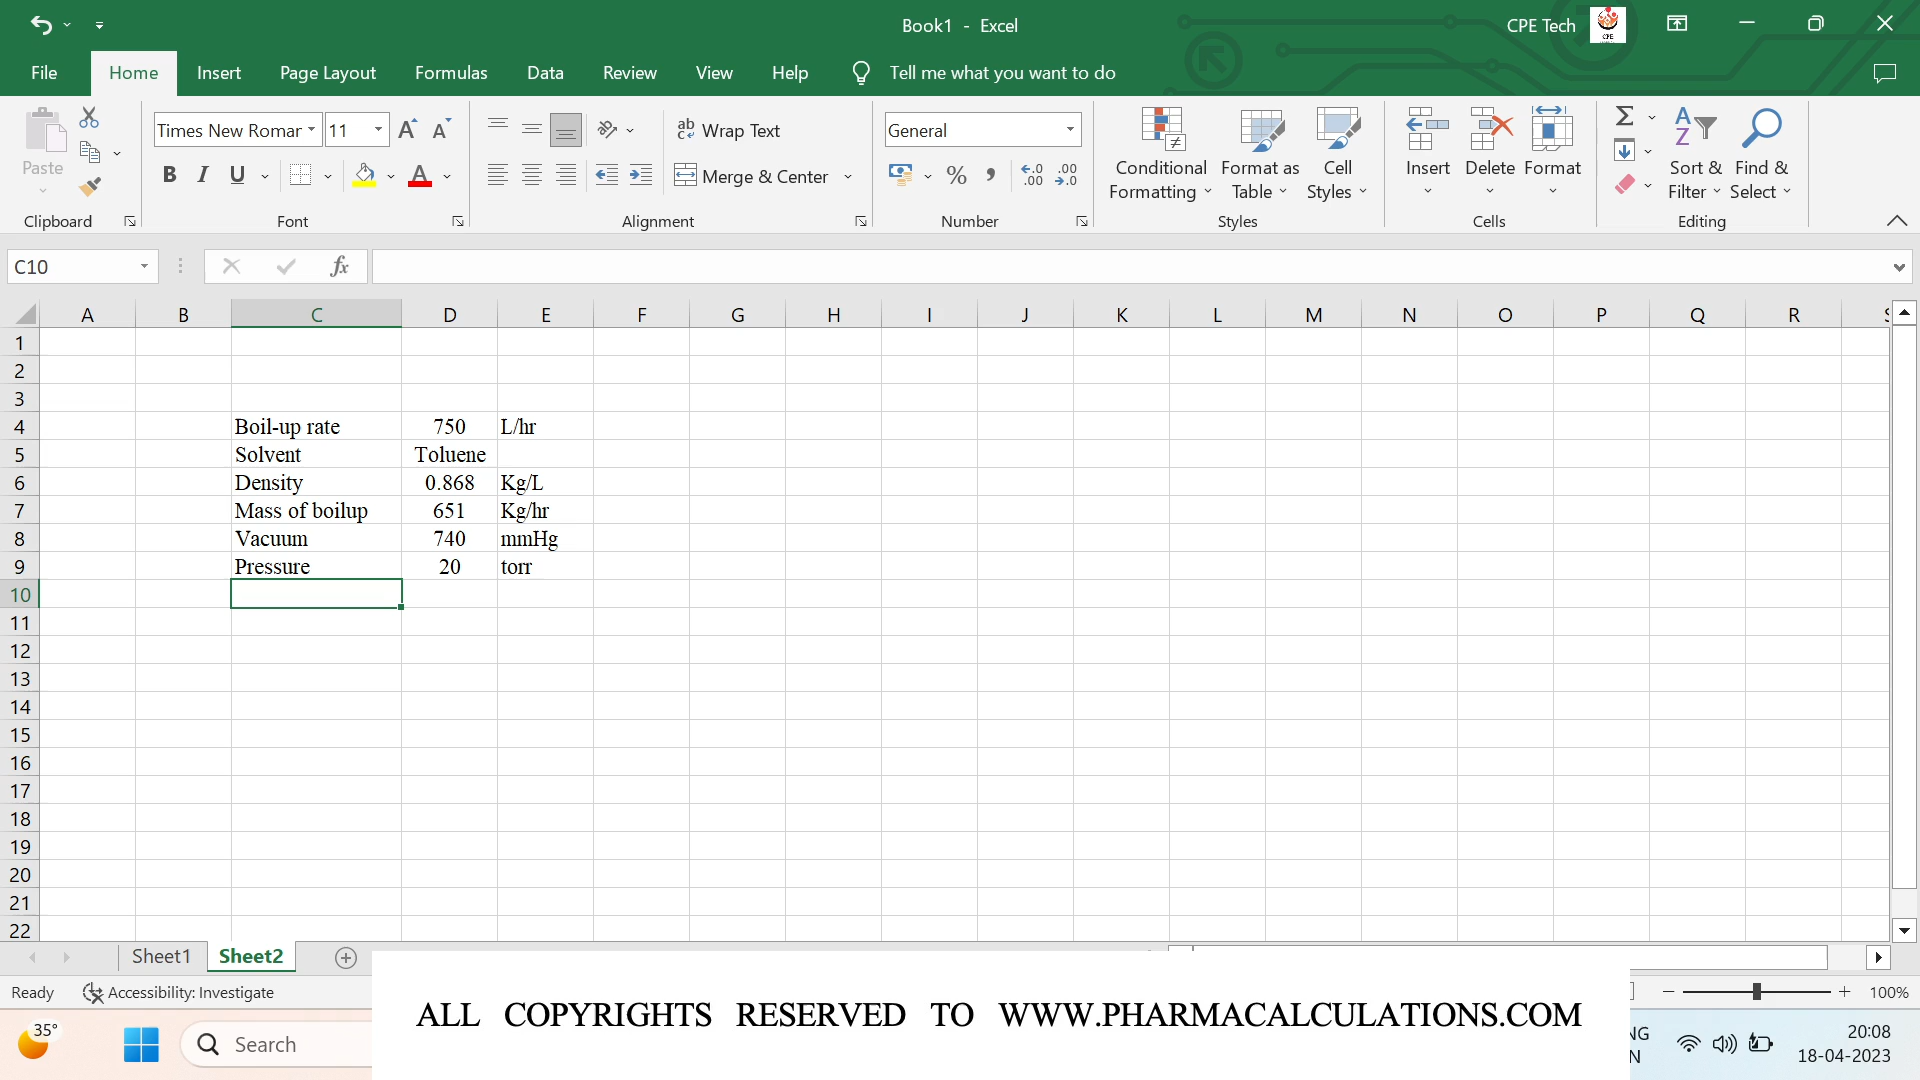 Book1 - Excel
CPE Tech
CPE
File Home Insert Page Layout Formulas Data Review View Help Tell me what you want to do
Paste
Times New Romar 11
B I U A
ab Wrap Text
Merge & Center
General
% ,
Conditional Formatting
Format as Table
Cell Styles
Insert
Delete
Format
Sort & Filter
Find & Select
Clipboard Font Alignment Number Styles Cells Editing
C10 fx
A B C D E F G H I J K L M N O P Q R
1
2
3
4 Boil-up rate 750 L/hr
5 Solvent Toluene
6 Density 0.868 Kg/L
7 Mass of boilup 651 Kg/hr
8 Vacuum 740 mmHg
9 Pressure 20 torr
10
11
12
13
14
15
16
17
18
19
20
21
22
Sheet1 Sheet2
Ready Accessibility: Investigate 100%
ALL COPYRIGHTS RESERVED TO WWW.PHARMACALCULATIONS.COM
35° Search
20:08
18-04-2023